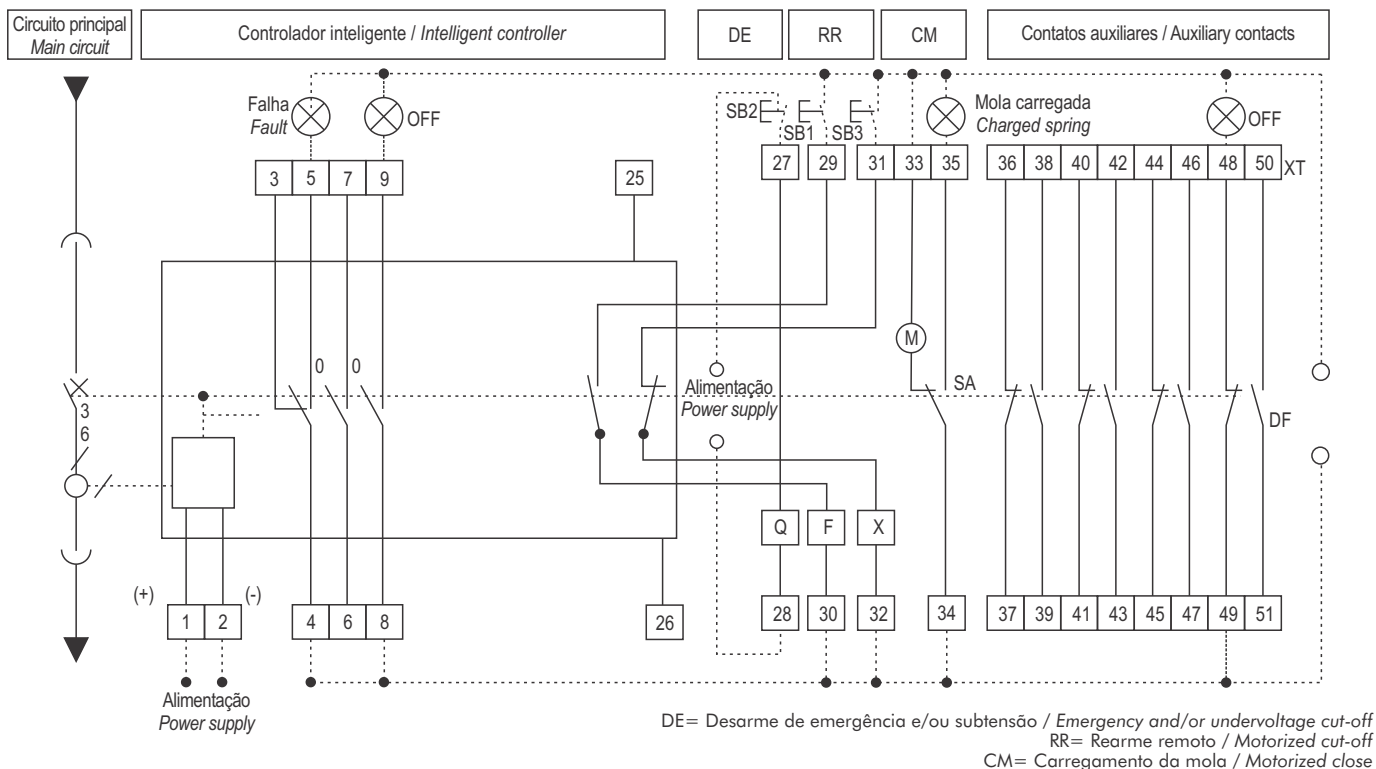 Circuito principal
Main circuit
Controlador inteligente / Intelligent controller
DE
RR
CM
Contatos auxiliares / Auxiliary contacts
Falha
Fault
OFF
SB2
SB1
SB3
Mola carregada
Charged spring
OFF
3 5 7 9
25
27 29 31 33 35
36 38 40 42 44 46 48 50 XT
M
0 0
SA
Alimentação
Power supply
3
6
DF
Q F X
(+) (-)
1 2
4 6 8
26
28 30 32 34
37 39 41 43 45 47 49 51
Alimentação
Power supply
DE= Desarme de emergência e/ou subtensão / Emergency and/or undervoltage cut-off
RR= Rearme remoto / Motorized cut-off
CM= Carregamento da mola / Motorized close